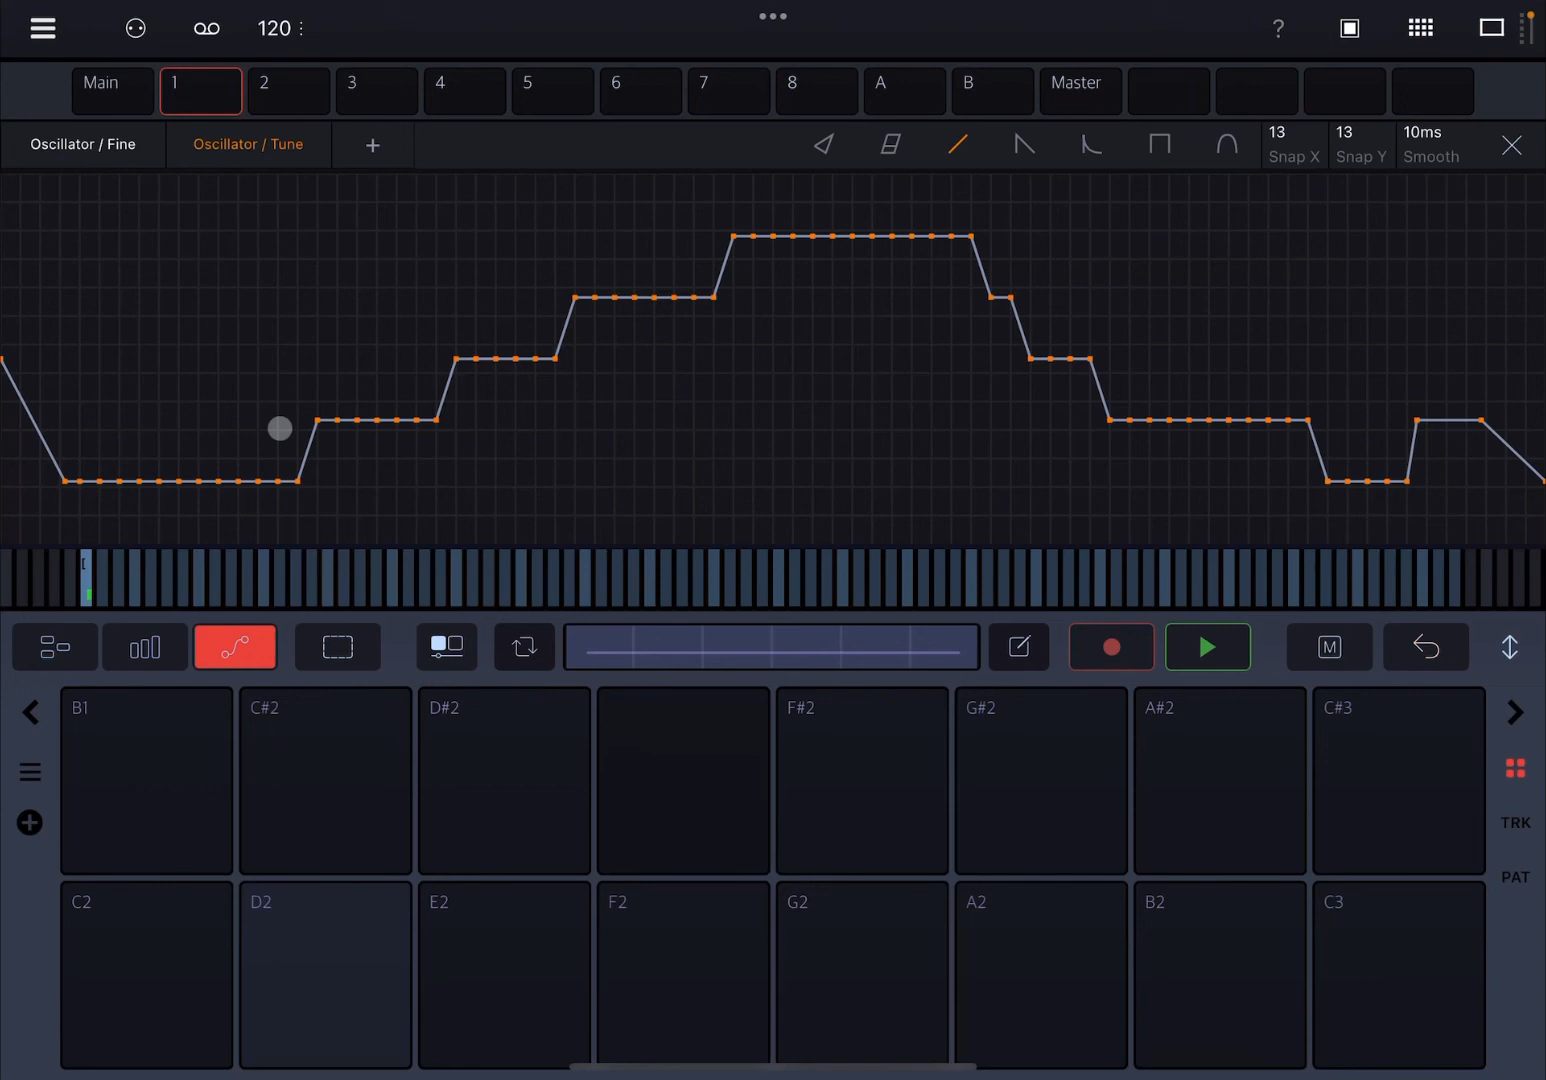 120
?
Main 1 2 3 4 5 6 7 8 A B Master
Oscillator / Fine Oscillator / Tune + 13 13 10ms
Snap X Snap Y Smooth
[
M
B1 C#2 D#2 F#2 G#2 A#2 C#3
TRK
PAT
C2 D2 E2 F2 G2 A2 B2 C3